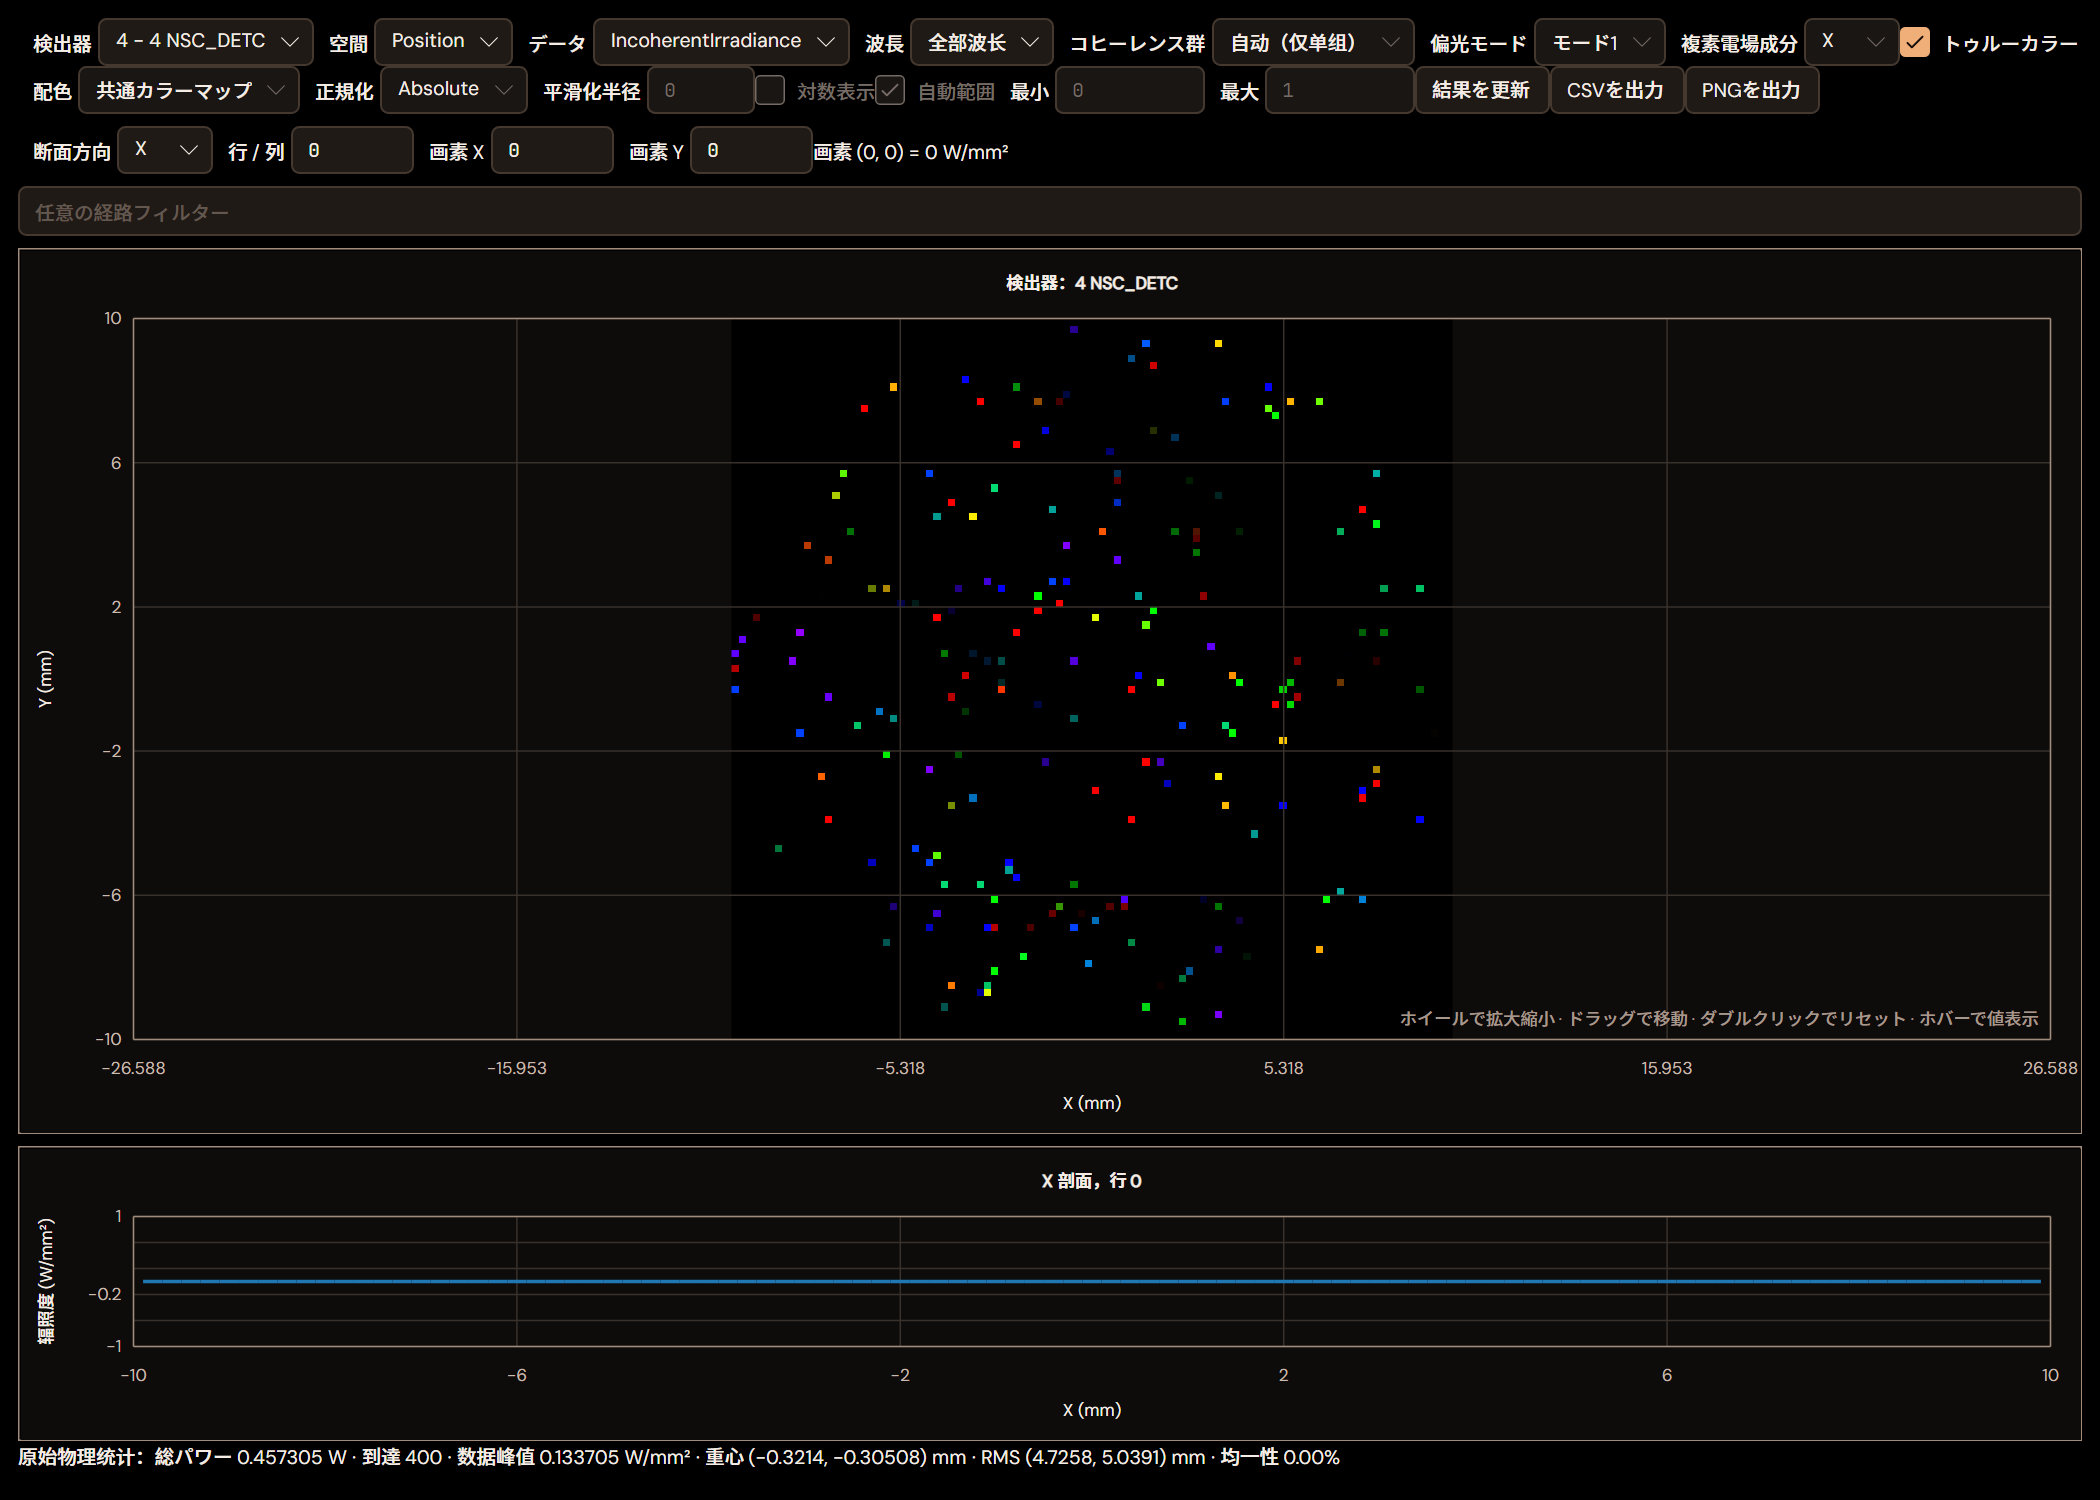 検出器 4 - 4 NSC_DETC 空間 Position データ IncoherentIrradiance 波長 全部波长 コヒーレンス群 自动（仅单组） 偏光モード モード1 複素電場成分 X トゥルーカラー
配色 共通カラーマップ 正規化 Absolute 平滑化半径 0 対数表示 自動範囲 最小 0 最大 1 結果を更新 CSVを出力 PNGを出力
断面方向 X 行 / 列 0 画素 X 0 画素 Y 0 画素 (0, 0) = 0 W/mm²
任意の経路フィルター
検出器：4 NSC_DETC
10
6
2
-2
-6
-10
Y (mm)
ホイールで拡大縮小 · ドラッグで移動 · ダブルクリックでリセット · ホバーで値表示
-26.588 -15.953 -5.318 5.318 15.953 26.588
X (mm)
X 剖面，行 0
1
-0.2
-1
辐照度 (W/mm²)
-10 -6 -2 2 6 10
X (mm)
原始物理统计：総パワー 0.457305 W · 到達 400 · 数据峰值 0.133705 W/mm² · 重心 (-0.3214, -0.30508) mm · RMS (4.7258, 5.0391) mm · 均一性 0.00%